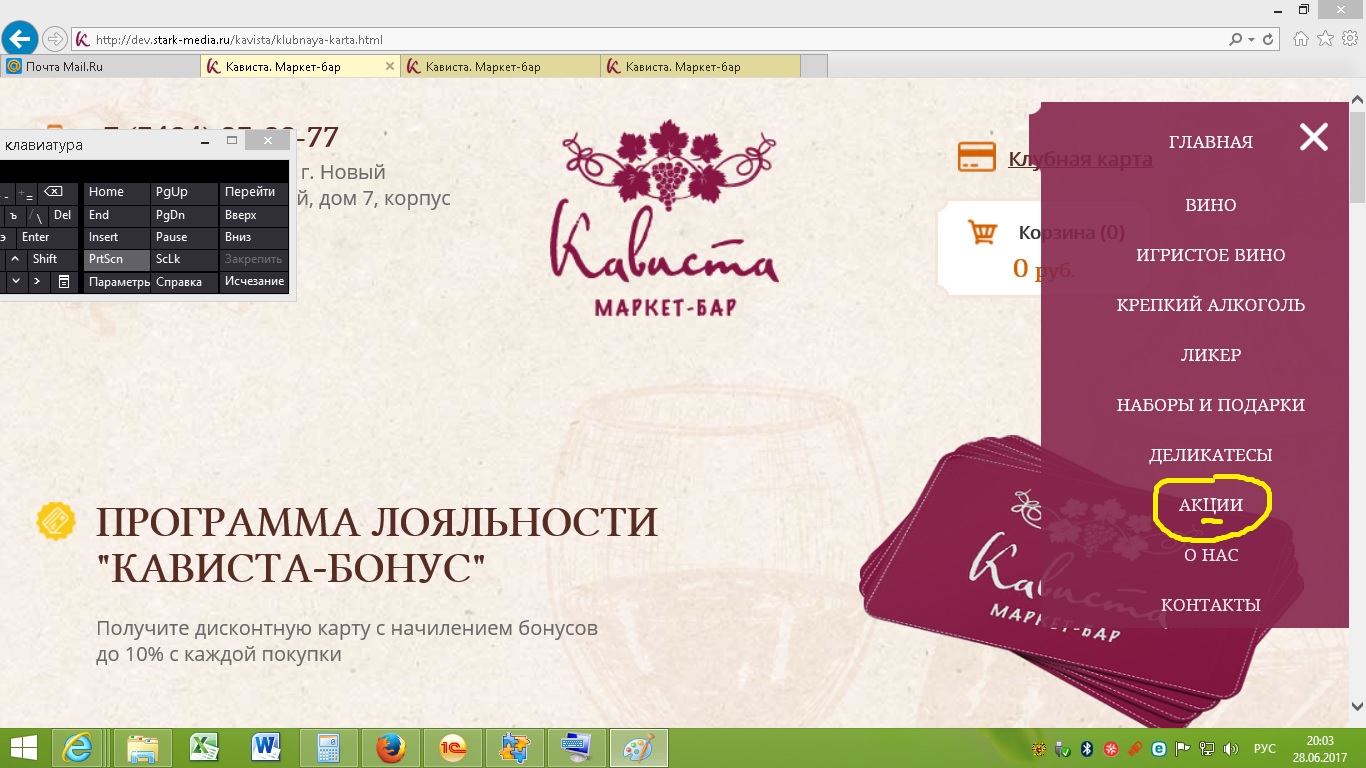 http://dev.stark-media.ru/kavista/klubnaya-karta.html
Почта Mail.Ru
Кависта. Маркет-бар
Кависта. Маркет-бар
Кависта. Маркет-бар
-77
клавиатура
г. Новый
дом 7, корпус
Home PgUp Перейти
ъ / \ Del End PgDn Вверх
э Enter Insert Pause Вниз
Shift PrtScn ScLk Закрепить
Параметры Справка Исчезание
Кависта
МАРКЕТ-БАР
Клубная карта
Корзина (0)
0 руб.
ГЛАВНАЯ
ВИНО
ИГРИСТОЕ ВИНО
КРЕПКИЙ АЛКОГОЛЬ
ЛИКЕР
НАБОРЫ И ПОДАРКИ
ДЕЛИКАТЕСЫ
АКЦИИ
О НАС
КОНТАКТЫ
ПРОГРАММА ЛОЯЛЬНОСТИ
"КАВИСТА-БОНУС"
Получите дисконтную карту с начилением бонусов
до 10% с каждой покупки
Кависта
МАРКЕТ-БАР
РУС
20:03
28.06.2017